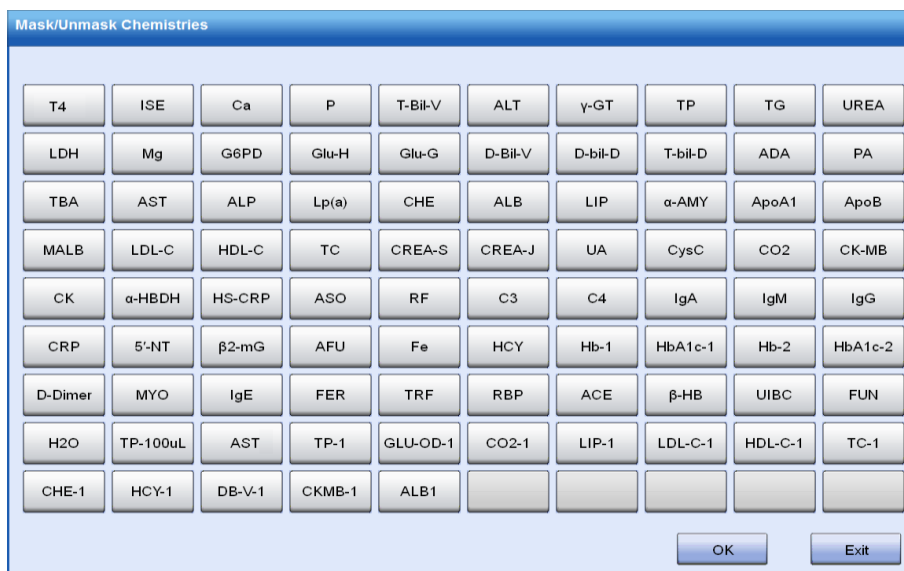 Mask/Unmask Chemistries
T4 ISE Ca P T-Bil-V ALT γ-GT TP TG UREA
LDH Mg G6PD Glu-H Glu-G D-Bil-V D-bil-D T-bil-D ADA PA
TBA AST ALP Lp(a) CHE ALB LIP α-AMY ApoA1 ApoB
MALB LDL-C HDL-C TC CREA-S CREA-J UA CysC CO2 CK-MB
CK α-HBDH HS-CRP ASO RF C3 C4 IgA IgM IgG
CRP 5'-NT β2-mG AFU Fe HCY Hb-1 HbA1c-1 Hb-2 HbA1c-2
D-Dimer MYO IgE FER TRF RBP ACE β-HB UIBC FUN
H2O TP-100uL AST TP-1 GLU-OD-1 CO2-1 LIP-1 LDL-C-1 HDL-C-1 TC-1
CHE-1 HCY-1 DB-V-1 CKMB-1 ALB1
OK Exit